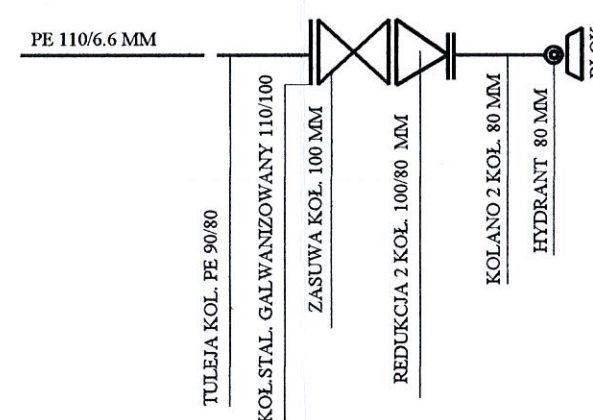 PE 110/6.6 MM
TULEJA KOŁ. PE 90/80
KOŁ.STAL. GALWANIZOWANY 110/100
ZASUWA KOŁ. 100 MM
REDUKCJA 2 KOŁ. 100/80 MM
KOLANO 2 KOŁ. 80 MM
HYDRANT 80 MM